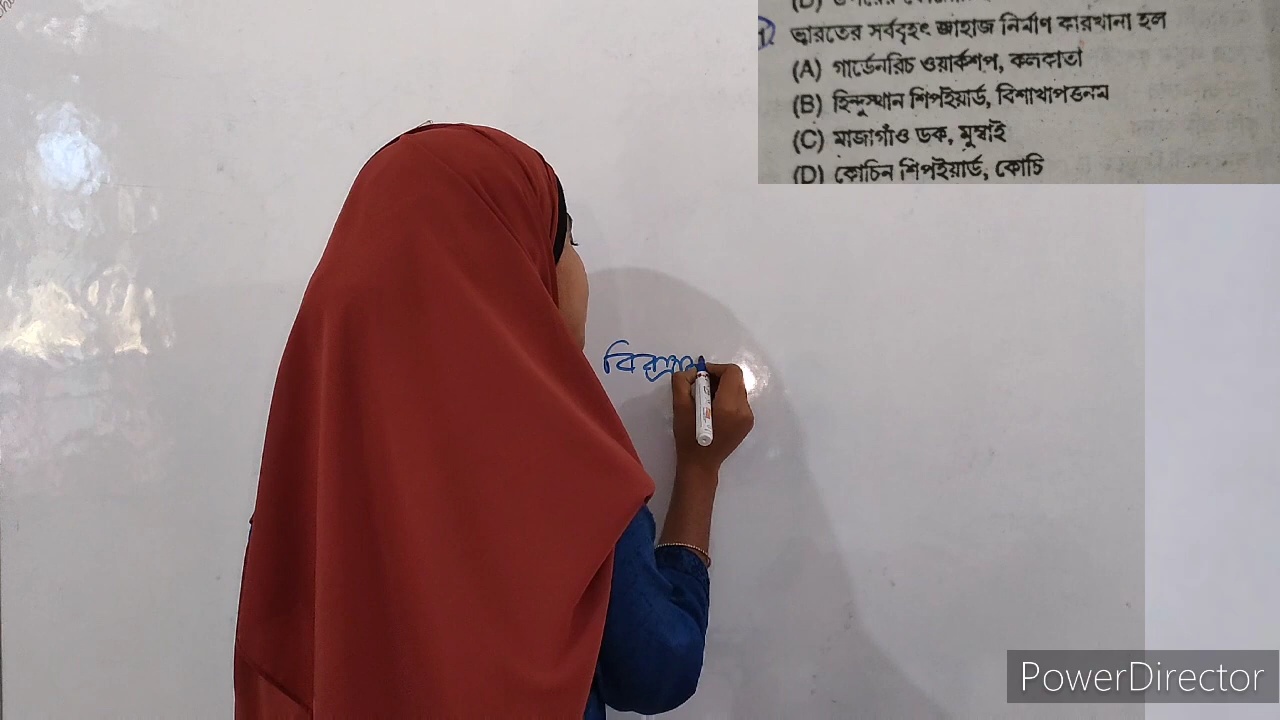 ভারতের সর্ববৃহৎ জাহাজ নির্মাণ কারখানা হল
(A) গার্ডেনরিচ ওয়ার্কশপ, কলকাতা
(B) হিন্দুস্থান শিপইয়ার্ড, বিশাখাপত্তনম
(C) মাজাগাঁও ডক, মুম্বাই
(D) কোচিন শিপইয়ার্ড, কোচি
PowerDirector